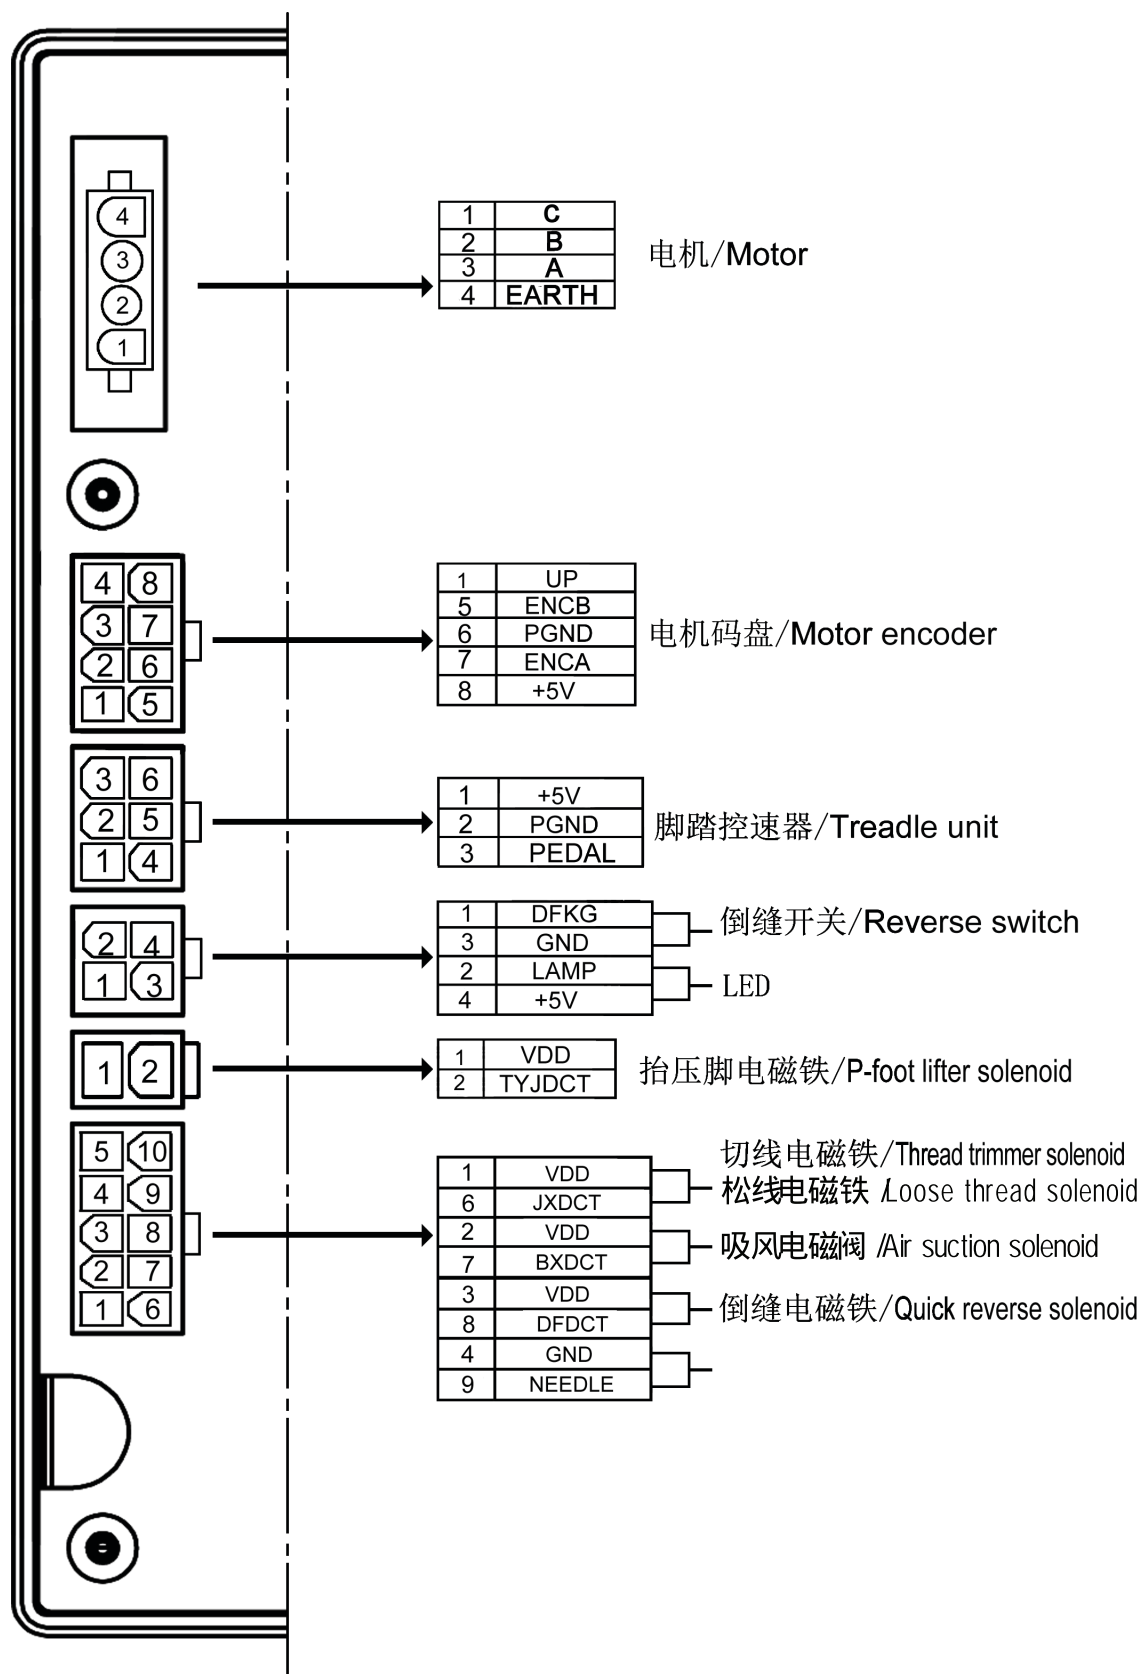 4
3
2
1
1 C
2 B
3 A
4 EARTH
电机/Motor
4 8
3 7
2 6
1 5
1 UP
5 ENCB
6 PGND
7 ENCA
8 +5V
电机码盘/Motor encoder
3 6
2 5
1 4
1 +5V
2 PGND
3 PEDAL
脚踏控速器/Treadle unit
2 4
1 3
1 DFKG
3 GND
2 LAMP
4 +5V
倒缝开关/Reverse switch
LED
1 2
1 VDD
2 TYJDCT
抬压脚电磁铁/P-foot lifter solenoid
5 10
4 9
3 8
2 7
1 6
1 VDD
6 JXDCT
2 VDD
7 BXDCT
3 VDD
8 DFDCT
4 GND
9 NEEDLE
切线电磁铁/Thread trimmer solenoid
松线电磁铁 /Loose thread solenoid
吸风电磁阀 /Air suction solenoid
倒缝电磁铁/Quick reverse solenoid